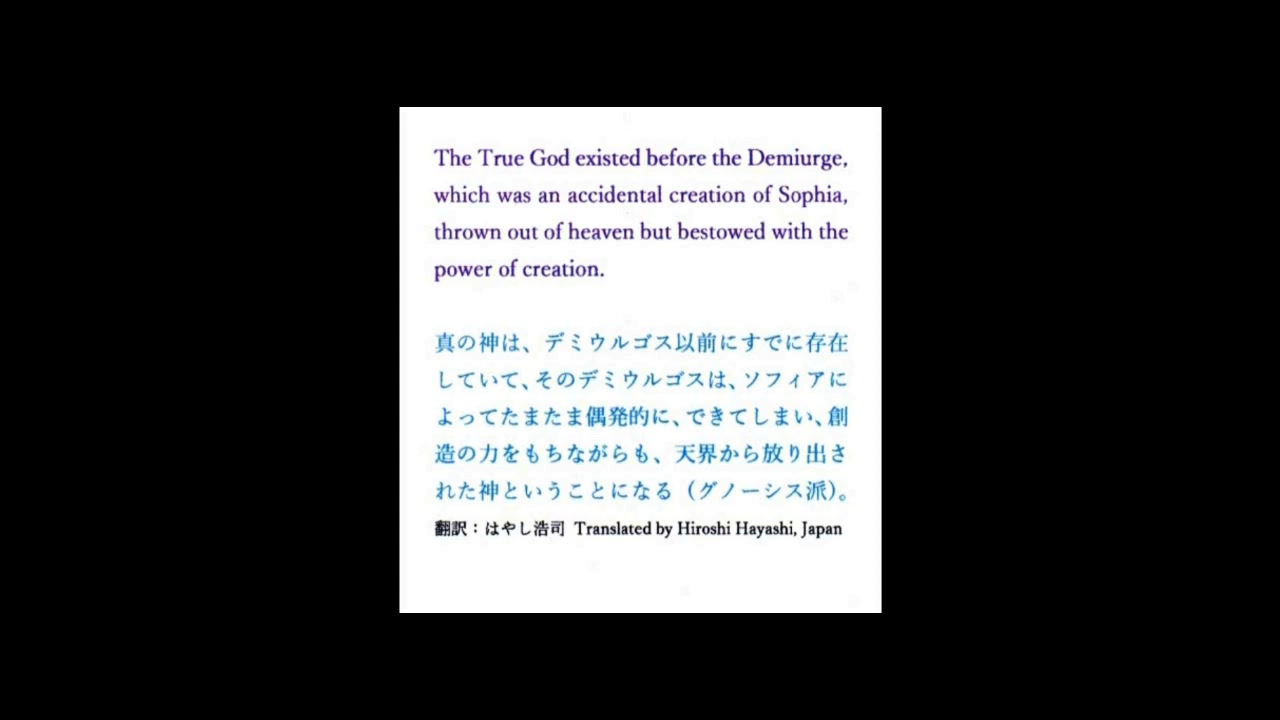 The True God existed before the Demiurge,
which was an accidental creation of Sophia,
thrown out of heaven but bestowed with the
power of creation.
真の神は、デミウルゴス以前にすでに存在
していて、そのデミウルゴスは、ソフィアに
よってたまたま偶発的に、できてしまい、創
造の力をもちながらも、天界から放り出さ
れた神ということになる（グノーシス派）。
翻訳：はやし浩司 Translated by Hiroshi Hayashi, Japan